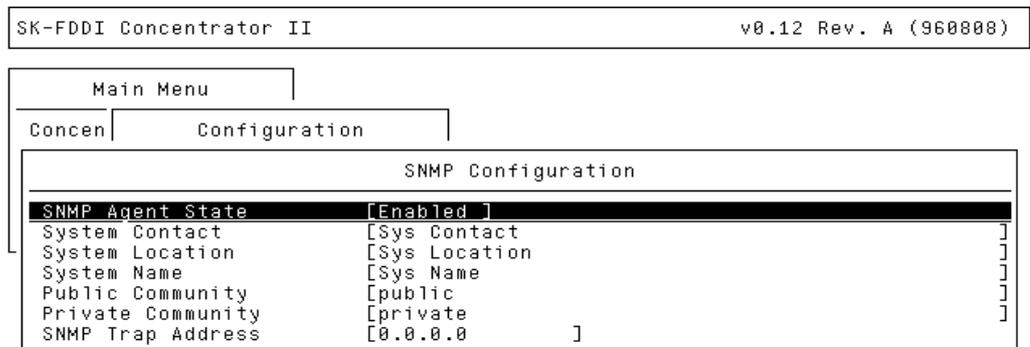 SK-FDDI Concentrator II v0.12 Rev. A (960808)
Main Menu
Concen Configuration
SNMP Configuration
SNMP Agent State [Enabled ]
System Contact [Sys Contact ]
System Location [Sys Location ]
System Name [Sys Name ]
Public Community [public ]
Private Community [private ]
SNMP Trap Address [0.0.0.0 ]